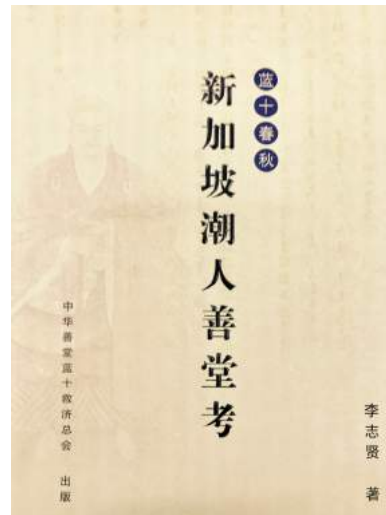 蓝十春秋
新加坡潮人善堂考
李志贤 著
中华善堂蓝十救济总会 出版